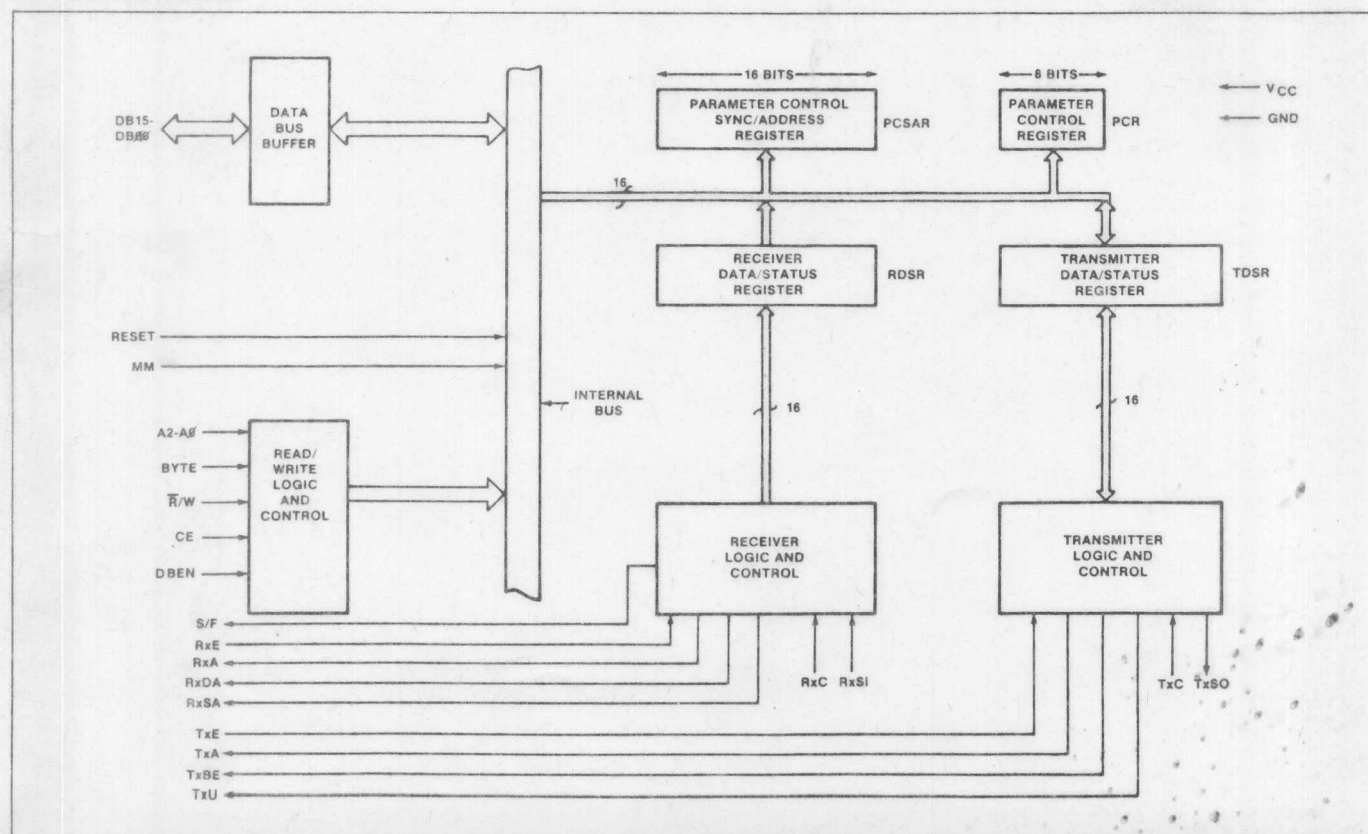 16 BITS
8 BITS
DB15-
DB00
DATA
BUS
BUFFER
PARAMETER CONTROL
SYNC/ADDRESS
REGISTER
PCSAR
PARAMETER
CONTROL
REGISTER
PCR
VCC
GND
16
RECEIVER
DATA/STATUS
REGISTER
RDSR
TRANSMITTER
DATA/STATUS
REGISTER
TDSR
RESET
MM
INTERNAL
BUS
16
16
A2-A0
BYTE
R̅/W
CE
DBEN
READ/
WRITE
LOGIC
AND
CONTROL
RECEIVER
LOGIC AND
CONTROL
TRANSMITTER
LOGIC AND
CONTROL
S/F
RxE
RxA
RxDA
RxSA
RxC RxSI
TxC TxSO
TxE
TxA
TxBE
TxU